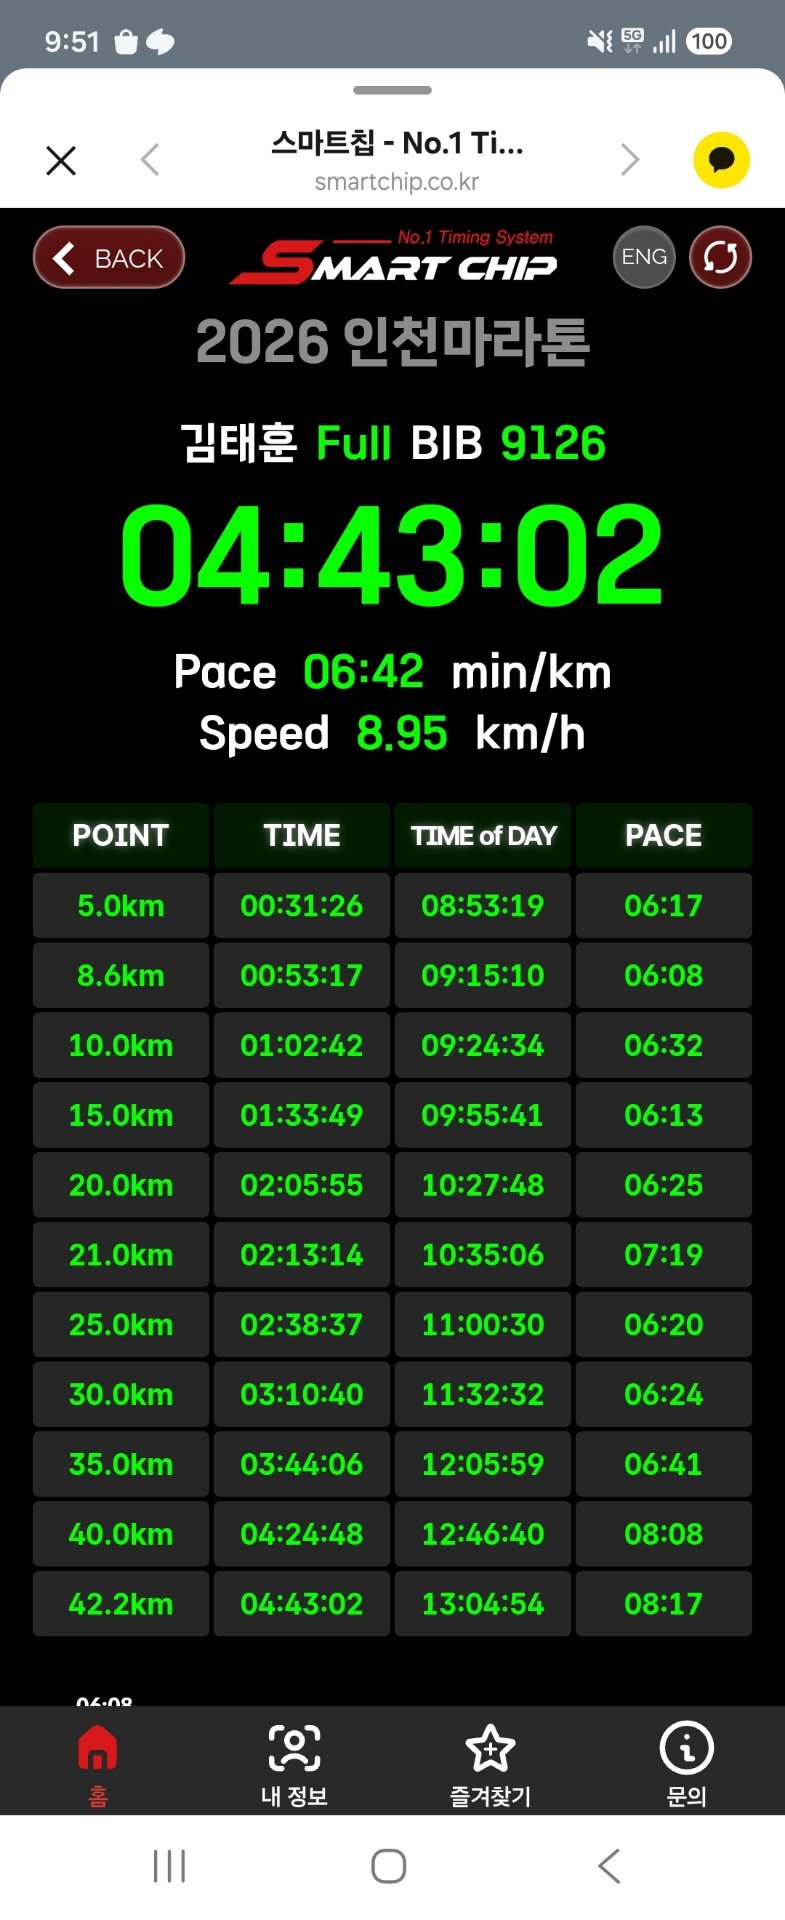 9:51 5G 100
스마트칩 - No.1 Ti...
smartchip.co.kr
BACK
No.1 Timing System
SMART CHIP
ENG
2026 인천마라톤
김태훈 Full BIB 9126
04:43:02
Pace 06:42 min/km
Speed 8.95 km/h
POINT TIME TIME of DAY PACE
5.0km 00:31:26 08:53:19 06:17
8.6km 00:53:17 09:15:10 06:08
10.0km 01:02:42 09:24:34 06:32
15.0km 01:33:49 09:55:41 06:13
20.0km 02:05:55 10:27:48 06:25
21.0km 02:13:14 10:35:06 07:19
25.0km 02:38:37 11:00:30 06:20
30.0km 03:10:40 11:32:32 06:24
35.0km 03:44:06 12:05:59 06:41
40.0km 04:24:48 12:46:40 08:08
42.2km 04:43:02 13:04:54 08:17
06:08
홈 내 정보 즐겨찾기 문의